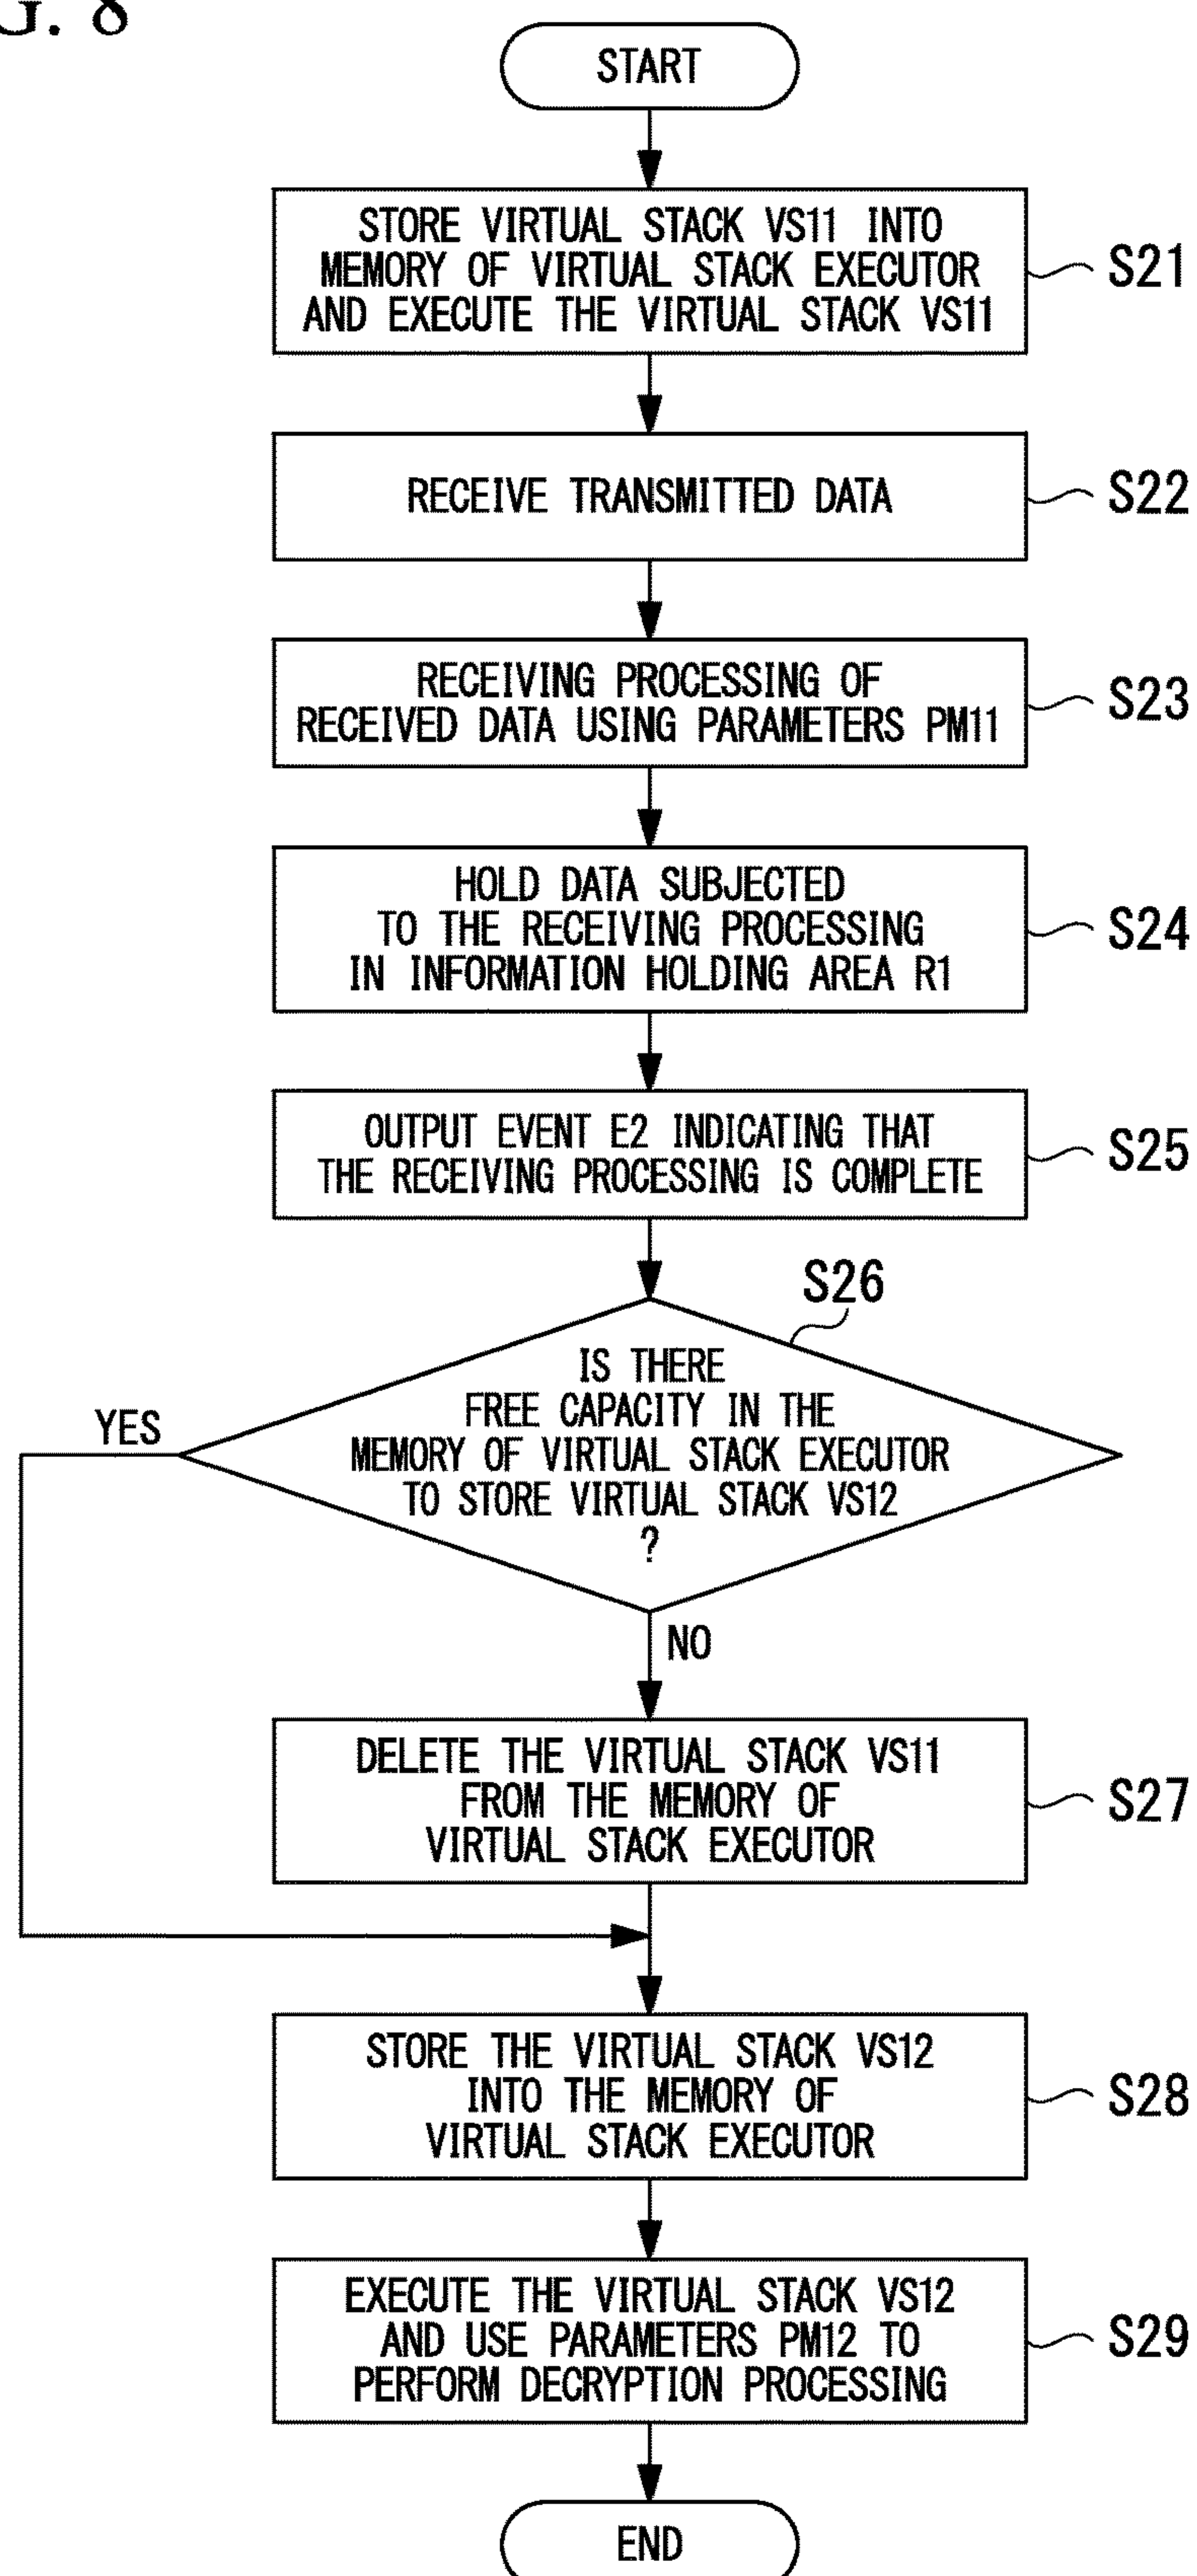 G. 8
START
STORE VIRTUAL STACK VS11 INTO
MEMORY OF VIRTUAL STACK EXECUTOR
AND EXECUTE THE VIRTUAL STACK VS11
S21
RECEIVE TRANSMITTED DATA
S22
RECEIVING PROCESSING OF
RECEIVED DATA USING PARAMETERS PM11
S23
HOLD DATA SUBJECTED
TO THE RECEIVING PROCESSING
IN INFORMATION HOLDING AREA R1
S24
OUTPUT EVENT E2 INDICATING THAT
THE RECEIVING PROCESSING IS COMPLETE
S25
S26
IS THERE
FREE CAPACITY IN THE
MEMORY OF VIRTUAL STACK EXECUTOR
TO STORE VIRTUAL STACK VS12
?
YES
NO
DELETE THE VIRTUAL STACK VS11
FROM THE MEMORY OF
VIRTUAL STACK EXECUTOR
S27
STORE THE VIRTUAL STACK VS12
INTO THE MEMORY OF
VIRTUAL STACK EXECUTOR
S28
EXECUTE THE VIRTUAL STACK VS12
AND USE PARAMETERS PM12 TO
PERFORM DECRYPTION PROCESSING
S29
END